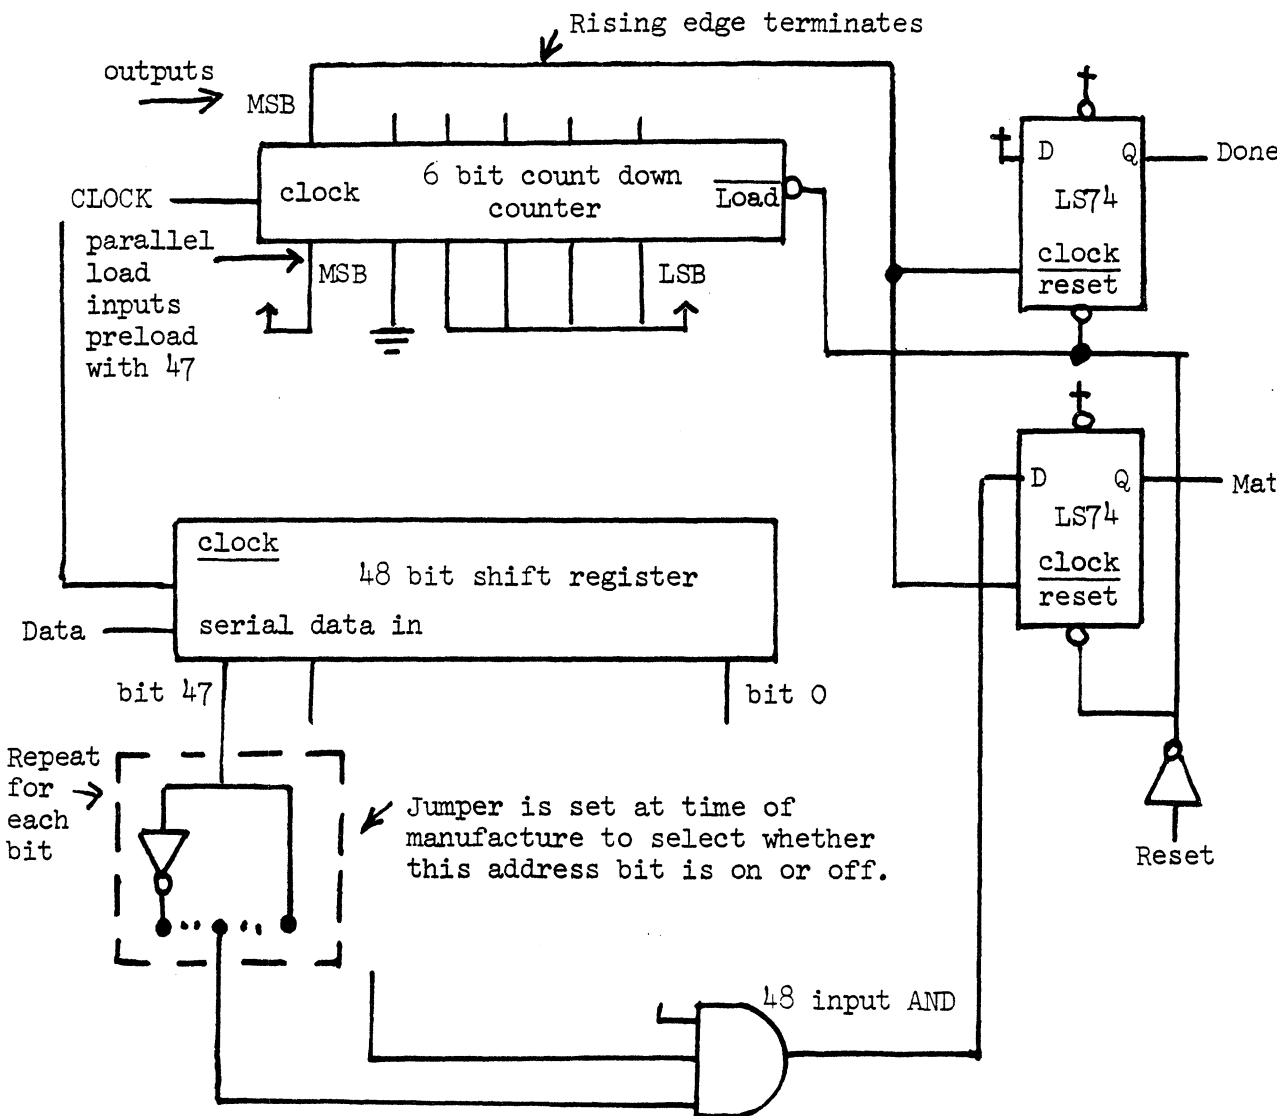 Rising edge terminates
outputs
MSB
6 bit count down
counter
clock
Load
CLOCK
parallel
load
inputs
preload
with 47
MSB
LSB
D
Q
Done
LS74
clock
reset
D
Q
Mat
LS74
clock
reset
clock
48 bit shift register
Data
serial data in
bit 47
bit 0
Repeat
for
each
bit
Jumper is set at time of
manufacture to select whether
this address bit is on or off.
Reset
48 input AND